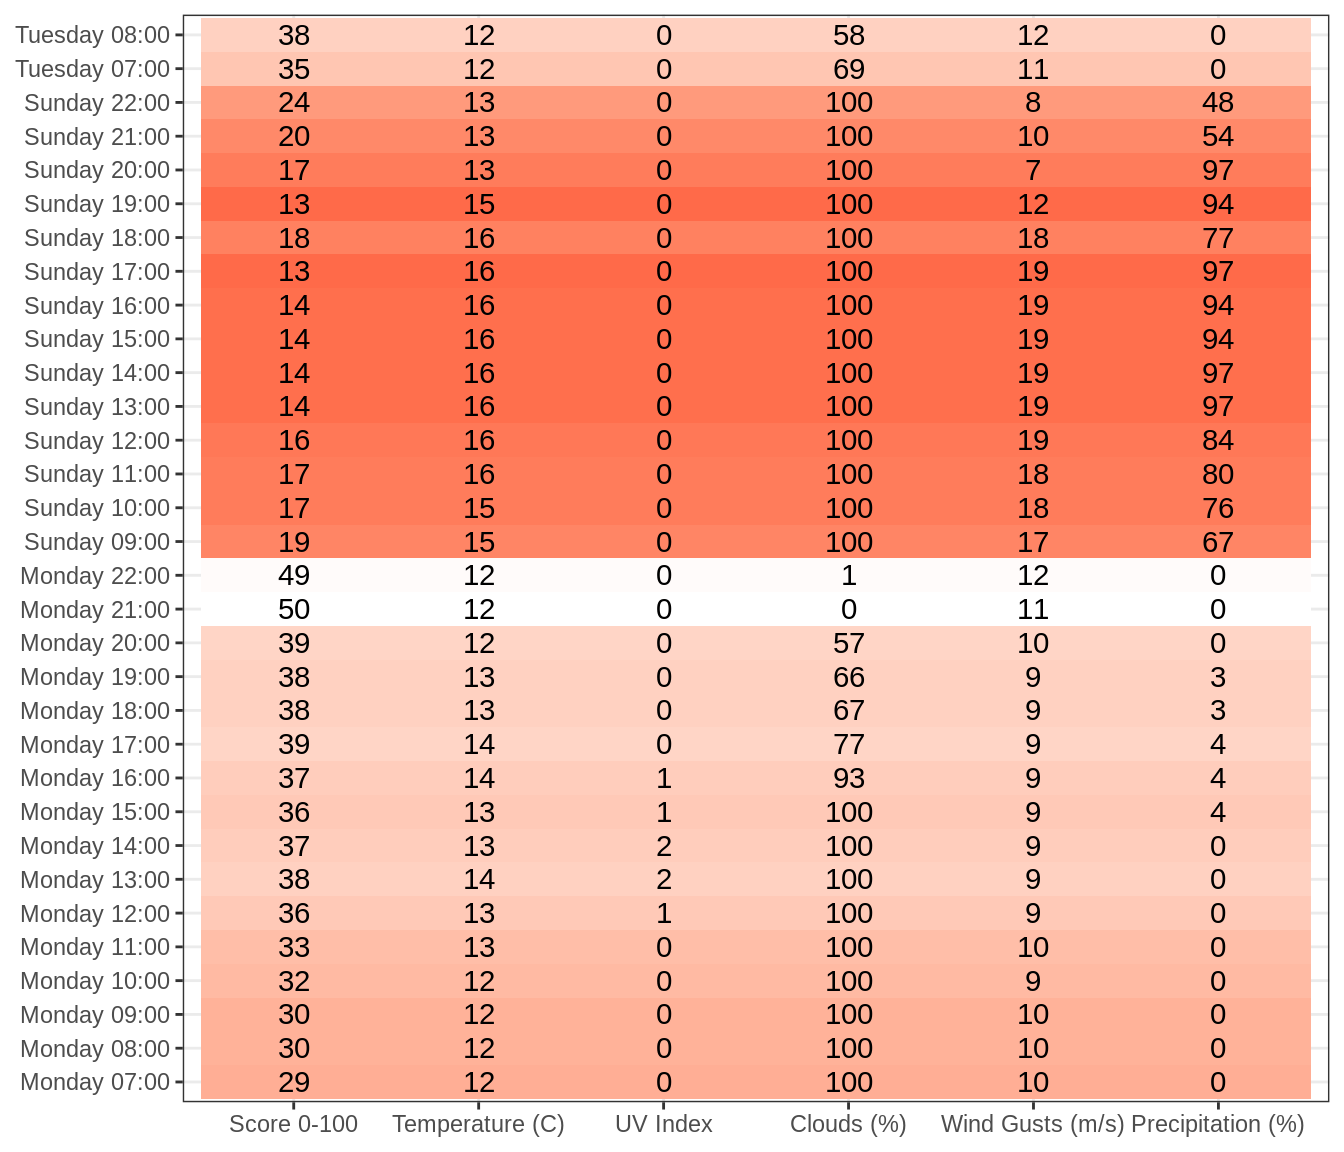 Tuesday 08:00 38 12 0 58 12 0
Tuesday 07:00 35 12 0 69 11 0
Sunday 22:00 24 13 0 100 8 48
Sunday 21:00 20 13 0 100 10 54
Sunday 20:00 17 13 0 100 7 97
Sunday 19:00 13 15 0 100 12 94
Sunday 18:00 18 16 0 100 18 77
Sunday 17:00 13 16 0 100 19 97
Sunday 16:00 14 16 0 100 19 94
Sunday 15:00 14 16 0 100 19 94
Sunday 14:00 14 16 0 100 19 97
Sunday 13:00 14 16 0 100 19 97
Sunday 12:00 16 16 0 100 19 84
Sunday 11:00 17 16 0 100 18 80
Sunday 10:00 17 15 0 100 18 76
Sunday 09:00 19 15 0 100 17 67
Monday 22:00 49 12 0 1 12 0
Monday 21:00 50 12 0 0 11 0
Monday 20:00 39 12 0 57 10 0
Monday 19:00 38 13 0 66 9 3
Monday 18:00 38 13 0 67 9 3
Monday 17:00 39 14 0 77 9 4
Monday 16:00 37 14 1 93 9 4
Monday 15:00 36 13 1 100 9 4
Monday 14:00 37 13 2 100 9 0
Monday 13:00 38 14 2 100 9 0
Monday 12:00 36 13 1 100 9 0
Monday 11:00 33 13 0 100 10 0
Monday 10:00 32 12 0 100 9 0
Monday 09:00 30 12 0 100 10 0
Monday 08:00 30 12 0 100 10 0
Monday 07:00 29 12 0 100 10 0
Score 0-100 Temperature (C) UV Index Clouds (%) Wind Gusts (m/s) Precipitation (%)